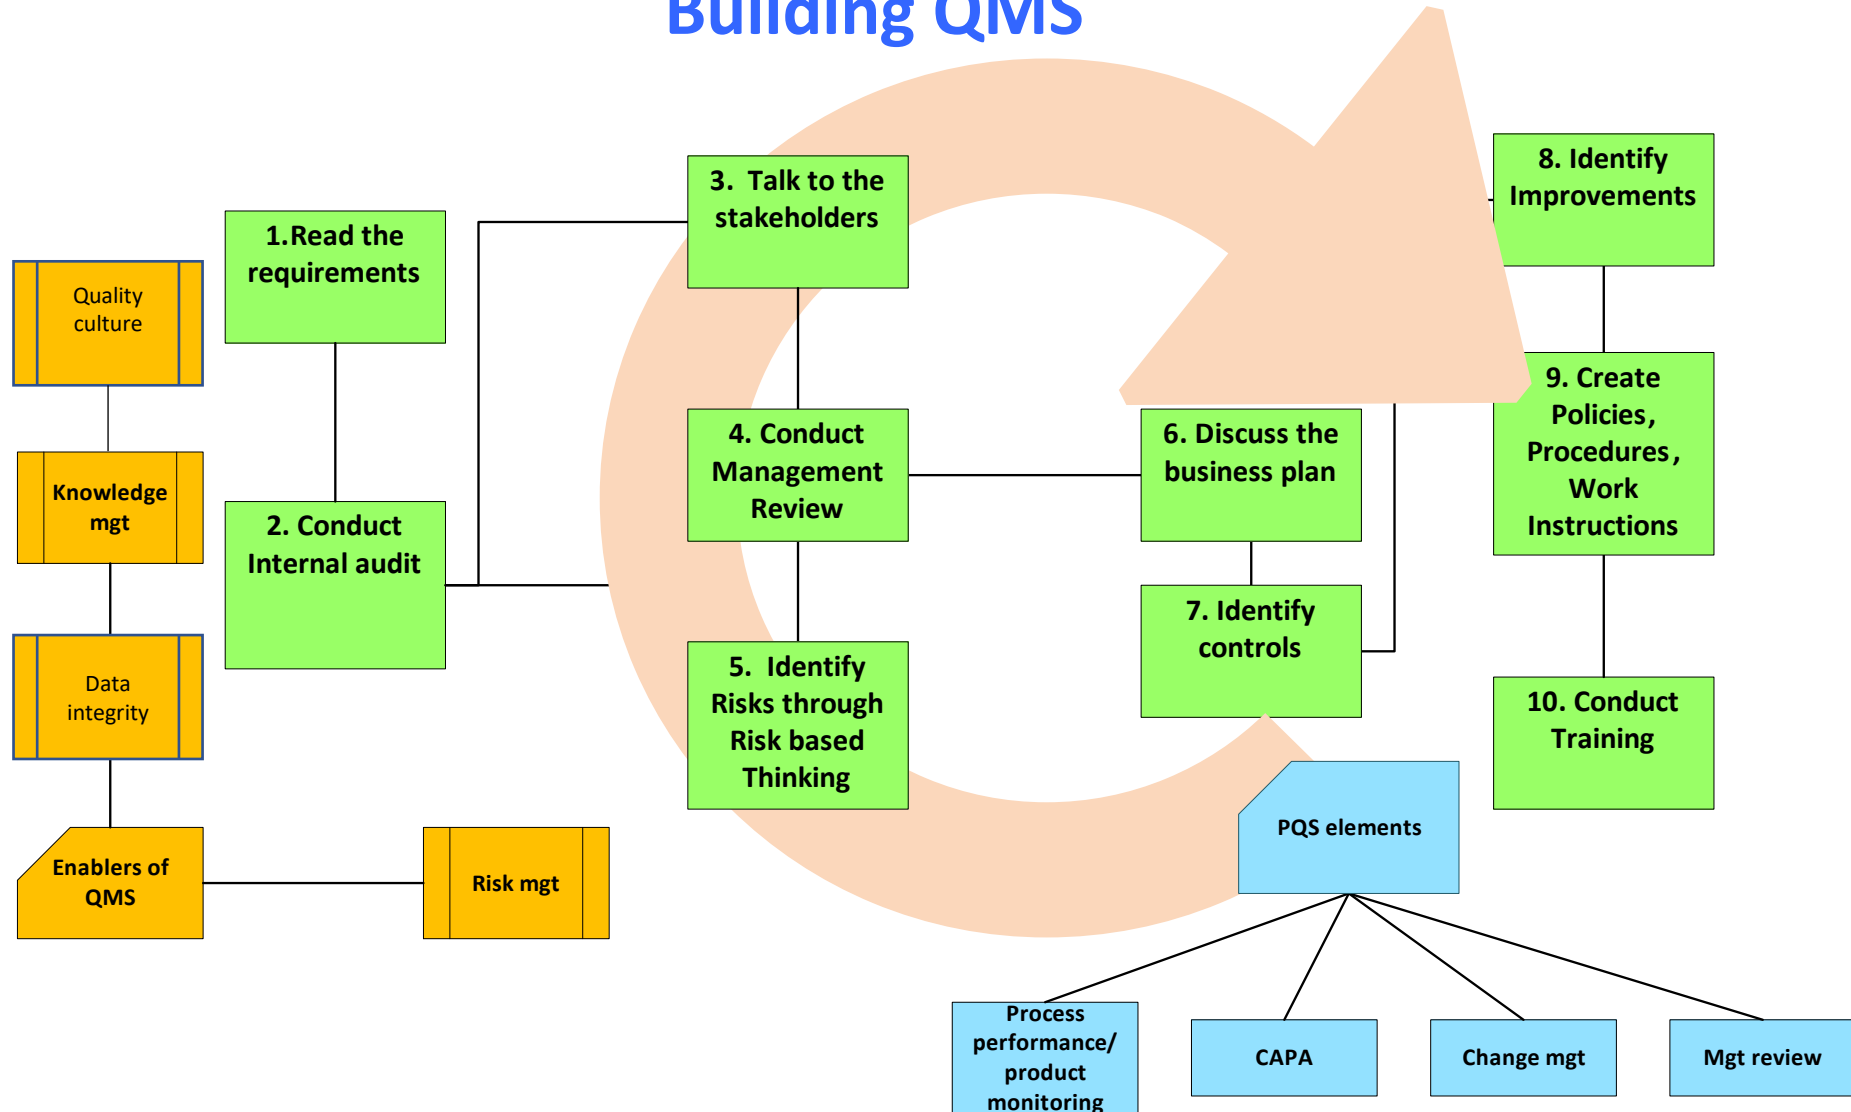 Building QMS
1.Read the
requirements
2. Conduct
Internal audit
3. Talk to the
stakeholders
4. Conduct
Management
Review
5. Identify
Risks through
Risk based
Thinking
6. Discuss the
business plan
7. Identify
controls
8. Identify
Improvements
9. Create
Policies,
Procedures,
Work
Instructions
10. Conduct
Training
Quality
culture
Knowledge
mgt
Data
integrity
Enablers of
QMS
Risk mgt
PQS elements
Process
performance/
product
monitoring
CAPA
Change mgt
Mgt review